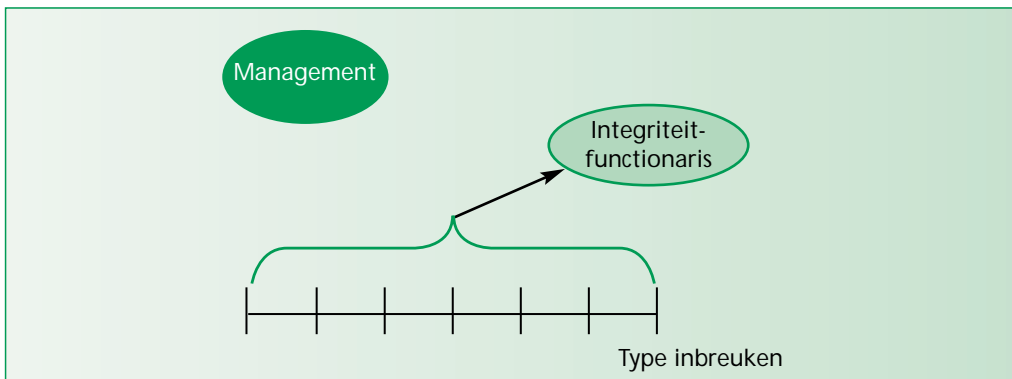 Management
Integriteit-
functionaris
Type inbreuken